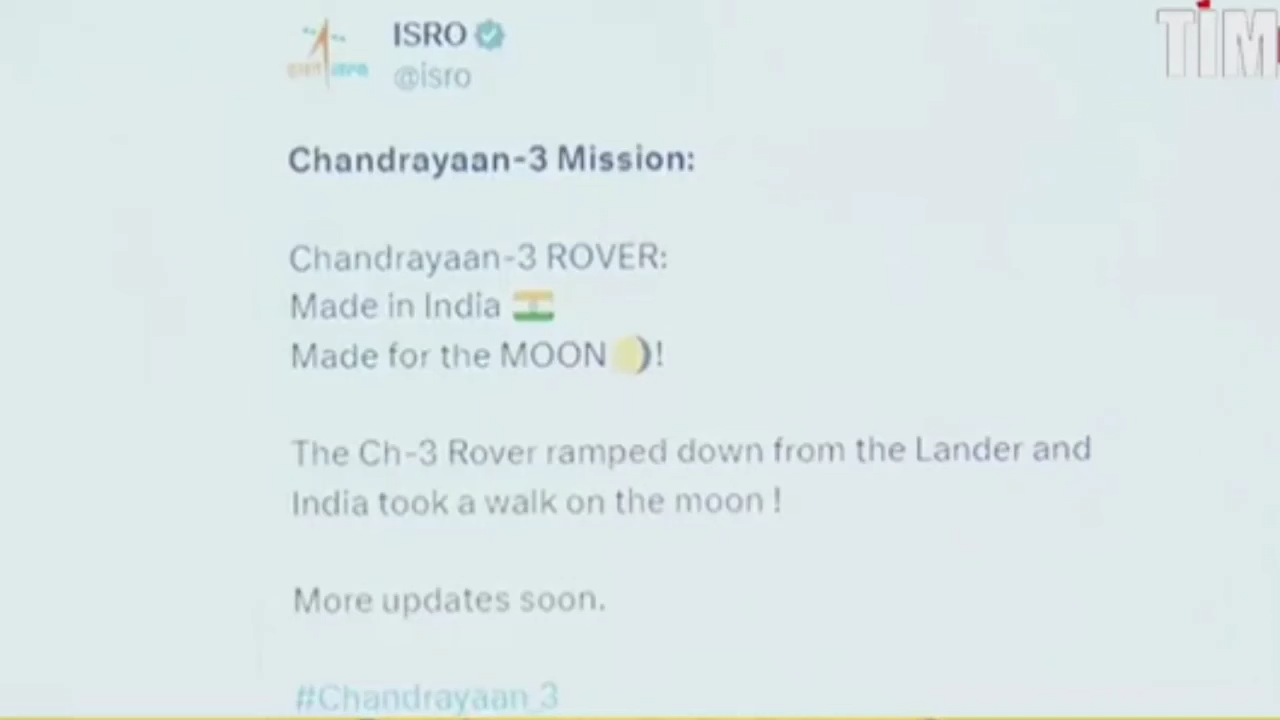 ISRO
@isro
TIM
Chandrayaan-3 Mission:
Chandrayaan-3 ROVER:
Made in India 🇮🇳
Made for the MOON🌖!
The Ch-3 Rover ramped down from the Lander and
India took a walk on the moon !
More updates soon.
#Chandrayaan_3